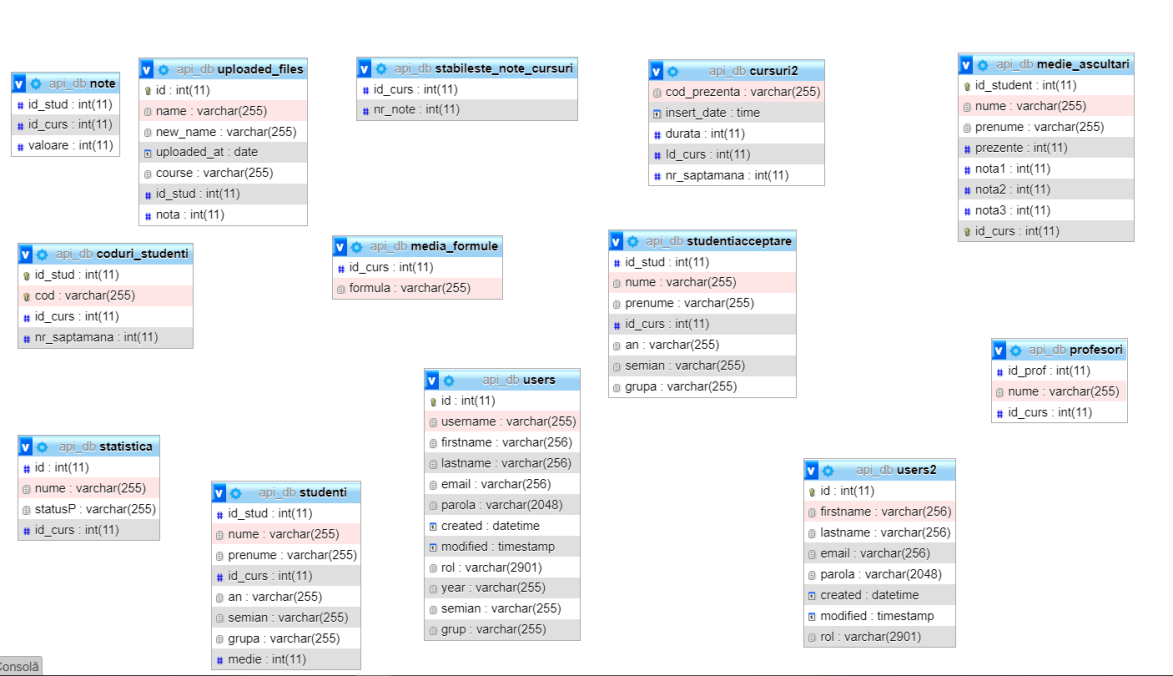 api_db note
id_stud : int(11)
id_curs : int(11)
valoare : int(11)
api_db uploaded_files
id : int(11)
name : varchar(255)
new_name : varchar(255)
uploaded_at : date
course : varchar(255)
id_stud : int(11)
nota : int(11)
api_db stabileste_note_cursuri
id_curs : int(11)
nr_note : int(11)
api_db cursuri2
cod_prezenta : varchar(255)
insert_date : time
durata : int(11)
Id_curs : int(11)
nr_saptamana : int(11)
api_db medie_ascultari
id_student : int(11)
nume : varchar(255)
prenume : varchar(255)
prezente : int(11)
nota1 : int(11)
nota2 : int(11)
nota3 : int(11)
id_curs : int(11)
api_db coduri_studenti
id_stud : int(11)
cod : varchar(255)
id_curs : int(11)
nr_saptamana : int(11)
api_db media_formule
id_curs : int(11)
formula : varchar(255)
api_db studentiacceptare
id_stud : int(11)
nume : varchar(255)
prenume : varchar(255)
id_curs : int(11)
an : varchar(255)
semian : varchar(255)
grupa : varchar(255)
api_db profesori
id_prof : int(11)
nume : varchar(255)
id_curs : int(11)
api_db users
id : int(11)
username : varchar(255)
firstname : varchar(256)
lastname : varchar(256)
email : varchar(256)
parola : varchar(2048)
created : datetime
modified : timestamp
rol : varchar(2901)
year : varchar(255)
semian : varchar(255)
grup : varchar(255)
api_db statistica
id : int(11)
nume : varchar(255)
statusP : varchar(255)
id_curs : int(11)
api_db studenti
id_stud : int(11)
nume : varchar(255)
prenume : varchar(255)
id_curs : int(11)
an : varchar(255)
semian : varchar(255)
grupa : varchar(255)
medie : int(11)
api_db users2
id : int(11)
firstname : varchar(256)
lastname : varchar(256)
email : varchar(256)
parola : varchar(2048)
created : datetime
modified : timestamp
rol : varchar(2901)
Consolă